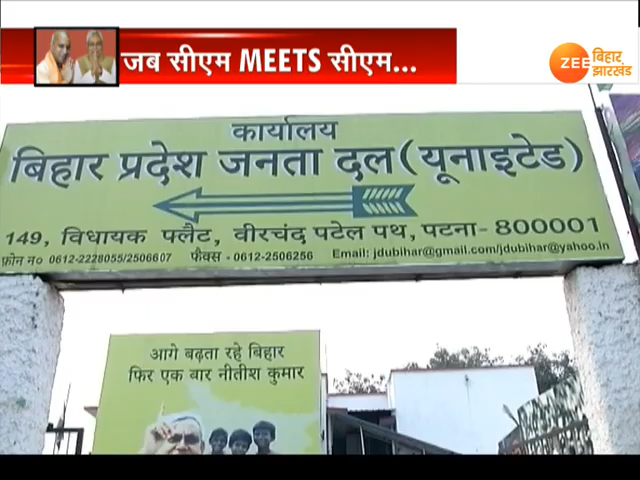 जब सीएम MEETS सीएम...
ZEE बिहार झारखंड
कार्यालय
बिहार प्रदेश जनता दल (यूनाइटेड)
149, विधायक फ्लैट, वीरचंद पटेल पथ, पटना- 800001
फ़ोन न० 0612-2228055/2506607 फैक्स - 0612-2506256 Email: jdubihar@gmail.com/jdubihar@yahoo.in
आगे बढ़ता रहे बिहार
फिर एक बार नीतीश कुमार